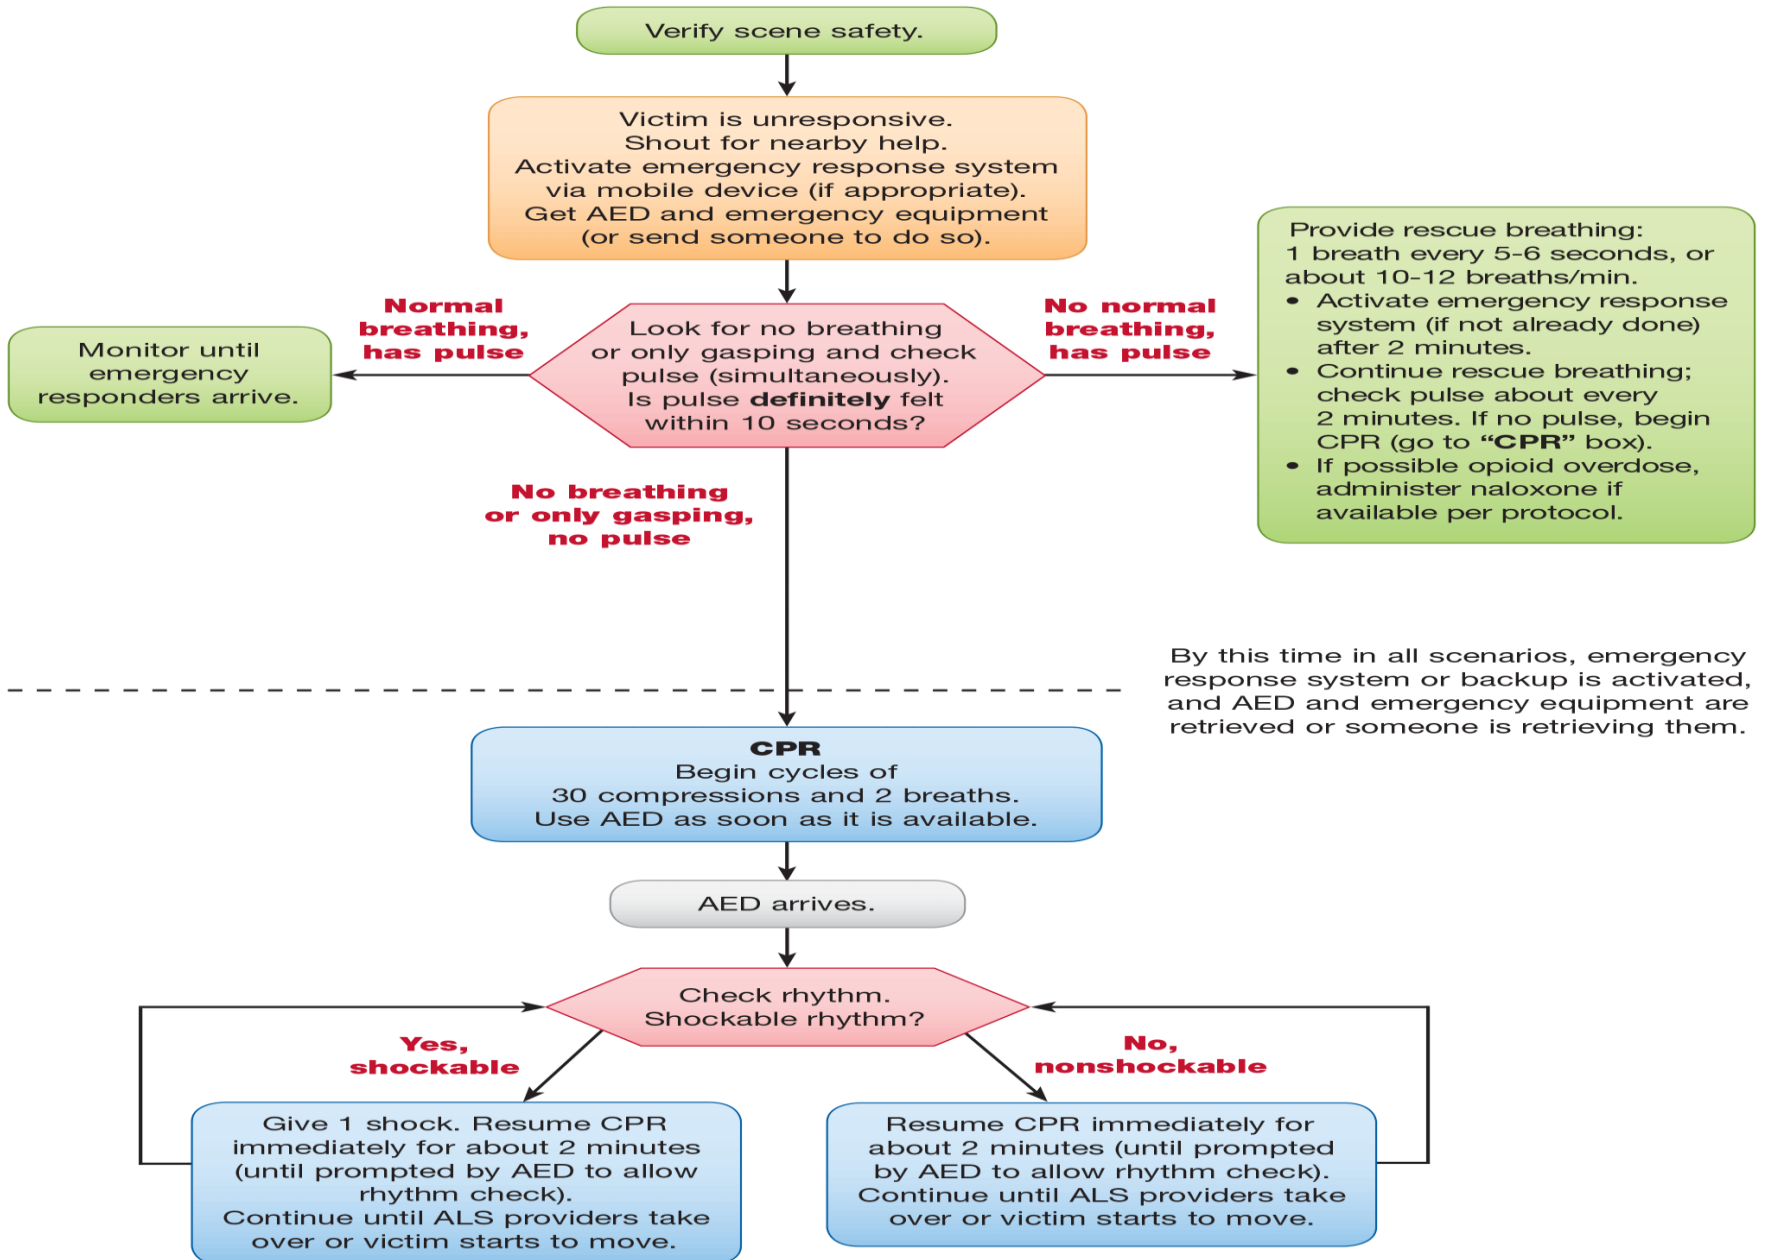 Verify scene safety.
Victim is unresponsive.
Shout for nearby help.
Activate emergency response system
via mobile device (if appropriate).
Get AED and emergency equipment
(or send someone to do so).
Normal
breathing,
has pulse
Look for no breathing
or only gasping and check
pulse (simultaneously).
Is pulse definitely felt
within 10 seconds?
No normal
breathing,
has pulse
Monitor until
emergency
responders arrive.
Provide rescue breathing:
1 breath every 5-6 seconds, or
about 10-12 breaths/min.
• Activate emergency response
system (if not already done)
after 2 minutes.
• Continue rescue breathing;
check pulse about every
2 minutes. If no pulse, begin
CPR (go to “CPR” box).
• If possible opioid overdose,
administer naloxone if
available per protocol.
No breathing
or only gasping,
no pulse
By this time in all scenarios, emergency
response system or backup is activated,
and AED and emergency equipment are
retrieved or someone is retrieving them.
CPR
Begin cycles of
30 compressions and 2 breaths.
Use AED as soon as it is available.
AED arrives.
Check rhythm.
Shockable rhythm?
Yes,
shockable
No,
nonshockable
Give 1 shock. Resume CPR
immediately for about 2 minutes
(until prompted by AED to allow
rhythm check).
Continue until ALS providers take
over or victim starts to move.
Resume CPR immediately for
about 2 minutes (until prompted
by AED to allow rhythm check).
Continue until ALS providers take
over or victim starts to move.